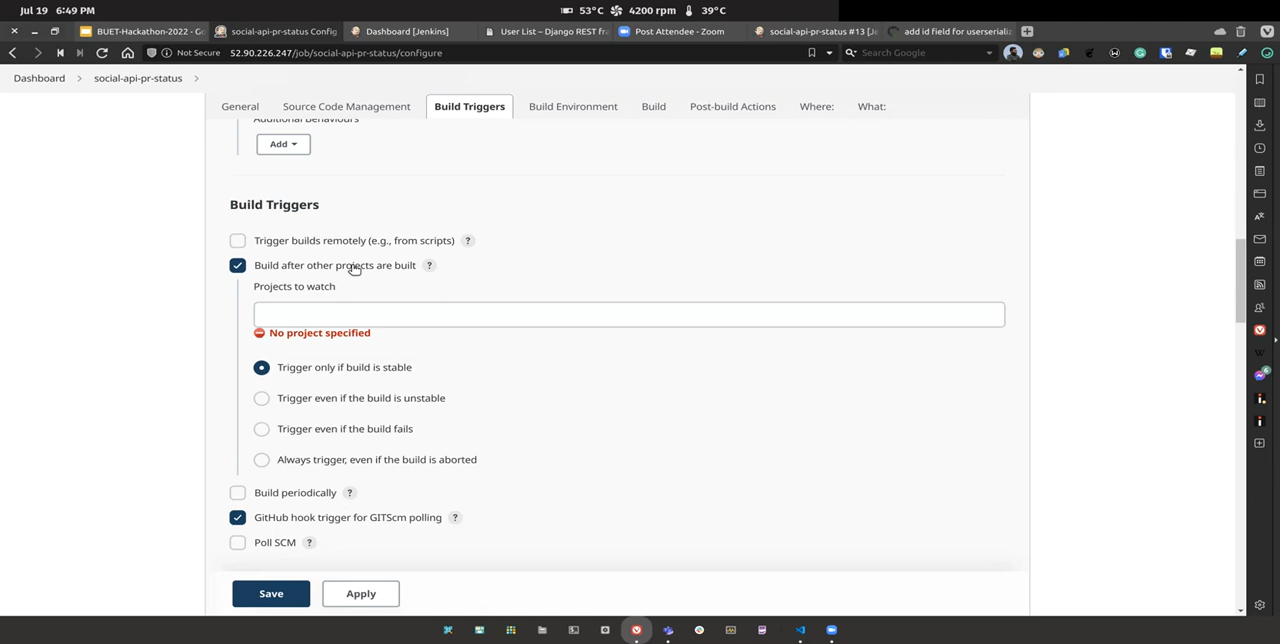 Jul 19 6:49 PM
53°C
4200 rpm
39°C
BUET-Hackathon-2022 - Go
social-api-pr-status Config
Dashboard [Jenkins]
User List – Django REST fr
Post Attendee - Zoom
social-api-pr-status #13 [Je
add id field for userserializ
Not Secure
52.90.226.247/job/social-api-pr-status/configure
Search Google
Dashboard
social-api-pr-status
General
Source Code Management
Build Triggers
Build Environment
Build
Post-build Actions
Where:
What:
Additional Behaviours
Add
Build Triggers
Trigger builds remotely (e.g., from scripts) ?
Build after other projects are built ?
Projects to watch
No project specified
Trigger only if build is stable
Trigger even if the build is unstable
Trigger even if the build fails
Always trigger, even if the build is aborted
Build periodically ?
GitHub hook trigger for GITScm polling ?
Poll SCM ?
Save
Apply